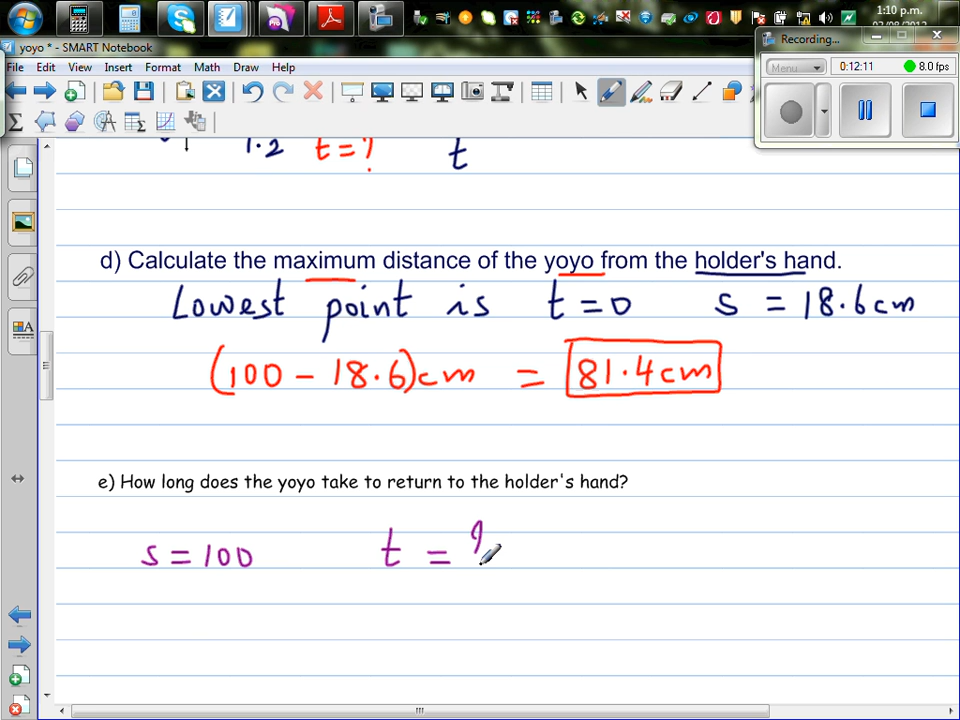 1:10 p.m.
yoyo * - SMART Notebook
Recording...
File Edit View Insert Format Math Draw Help
Menu 0:12:11 8.0 fps
1.2 t = ?
t
d) Calculate the maximum distance of the yoyo from the holder's hand.
Lowest point is t = 0 s = 18.6 cm
(100 - 18.6) cm = 81.4 cm
e) How long does the yoyo take to return to the holder's hand?
s = 100 t = ?